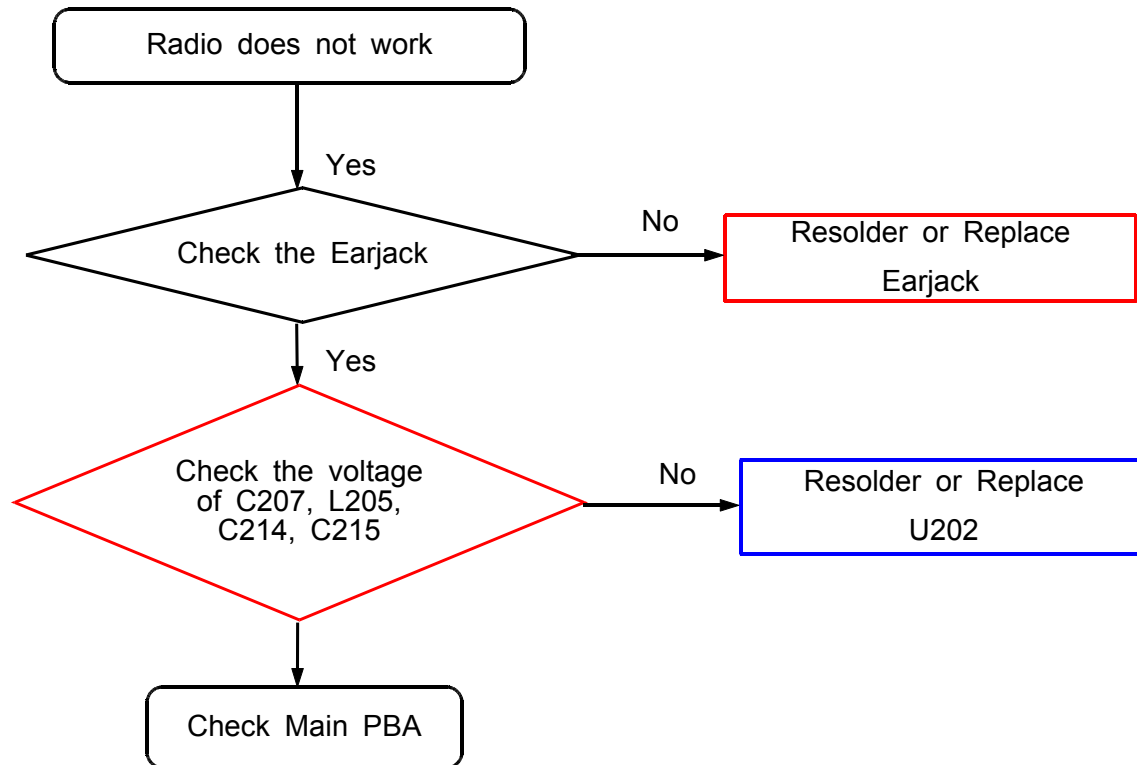 Radio does not work
Yes
Check the Earjack
No
Resolder or Replace
Earjack
Yes
Check the voltage
of C207, L205,
C214, C215
No
Resolder or Replace
U202
Check Main PBA